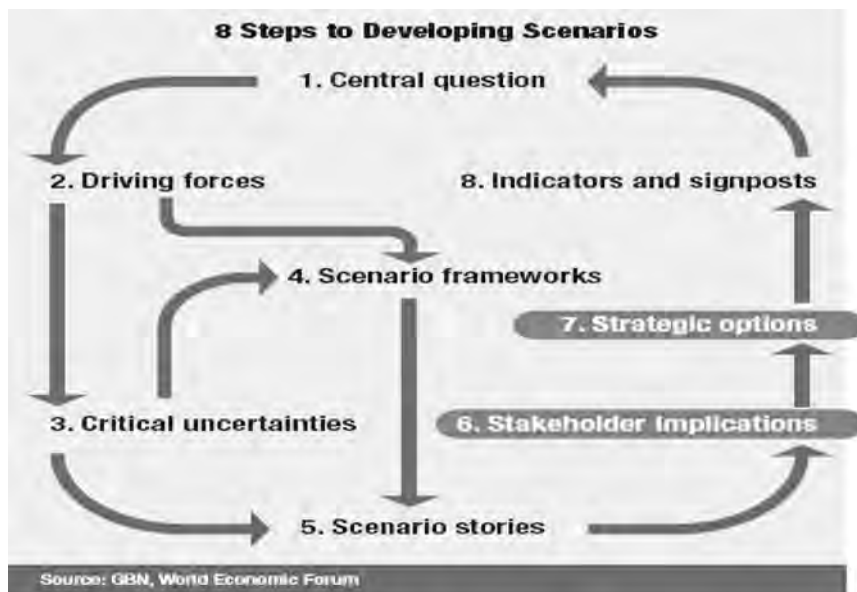 8 Steps to Developing Scenarios
1. Central question
2. Driving forces
8. Indicators and signposts
4. Scenario frameworks
7. Strategic options
3. Critical uncertainties
6. Stakeholder Implications
5. Scenario stories
Source: GBN, World Economic Forum